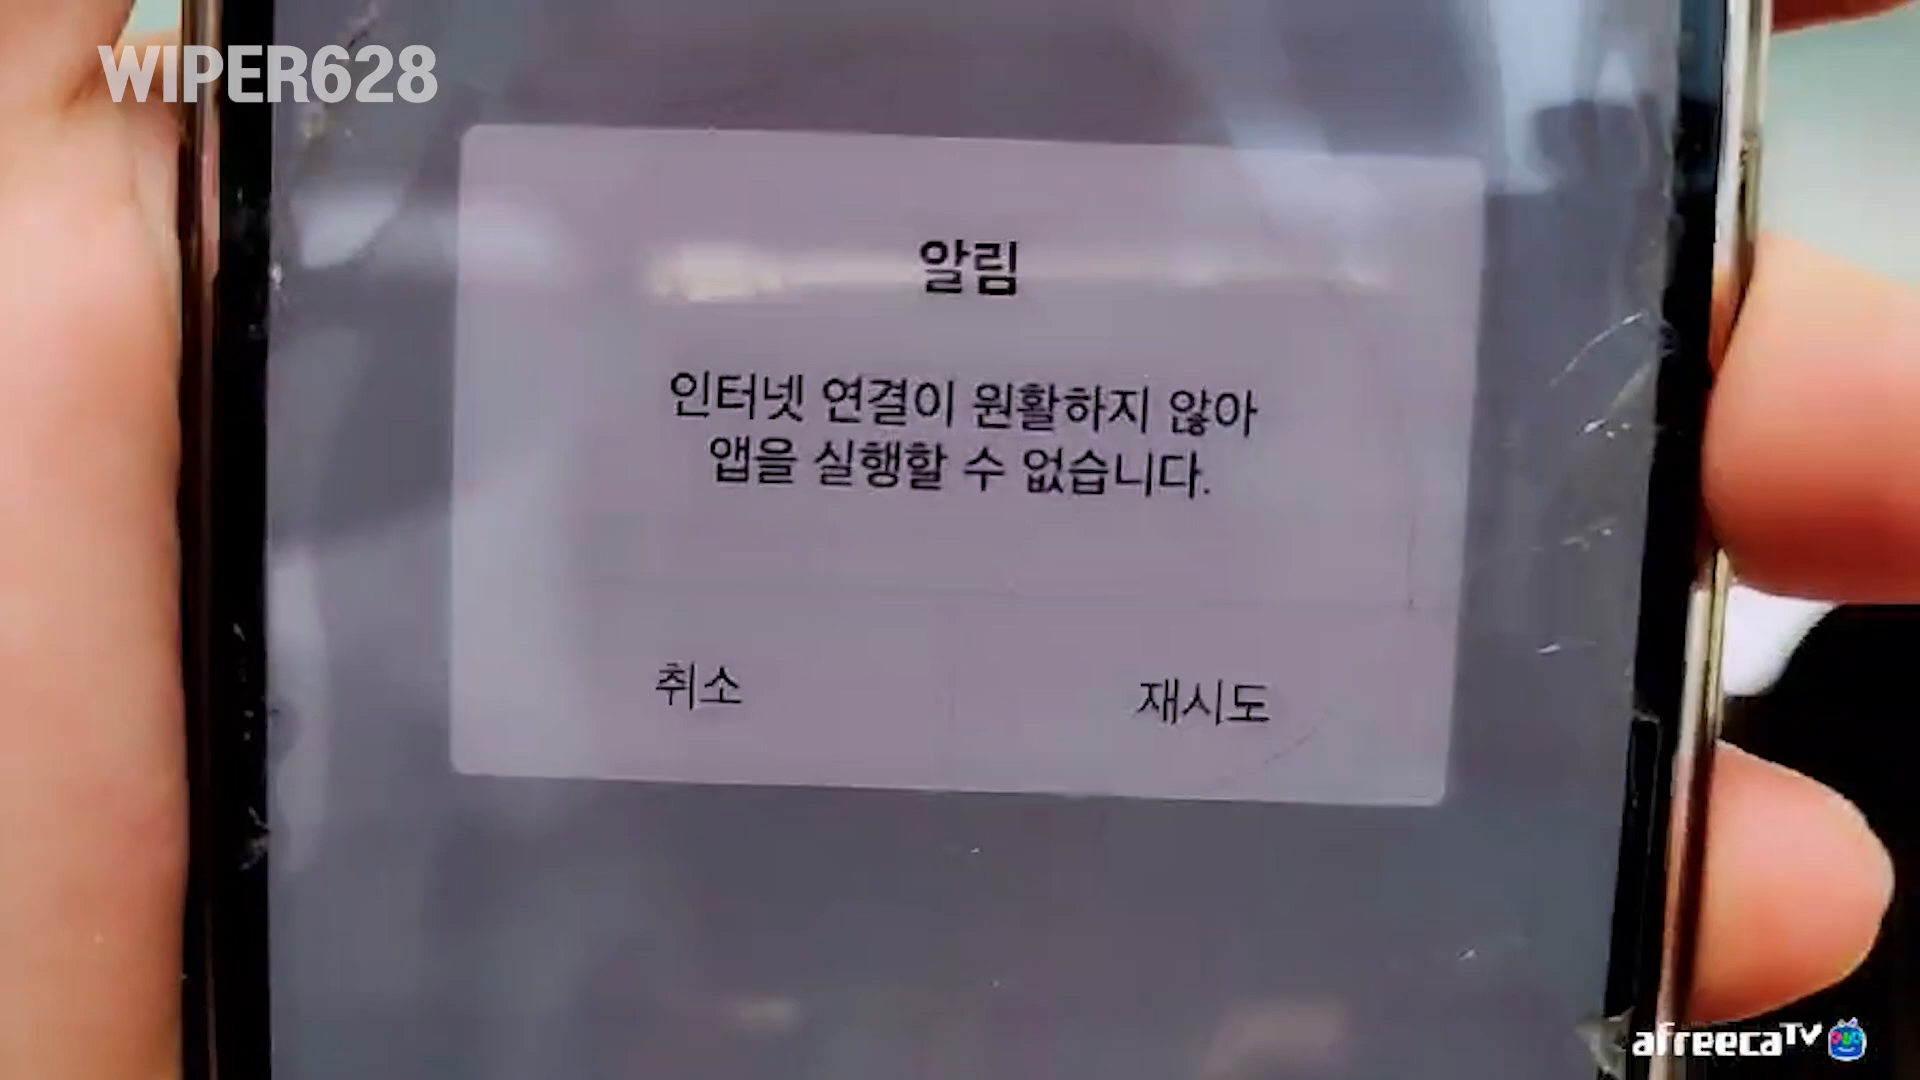 WIPER628
알림
인터넷 연결이 원활하지 않아
앱을 실행할 수 없습니다.
취소
재시도
afreecaTV